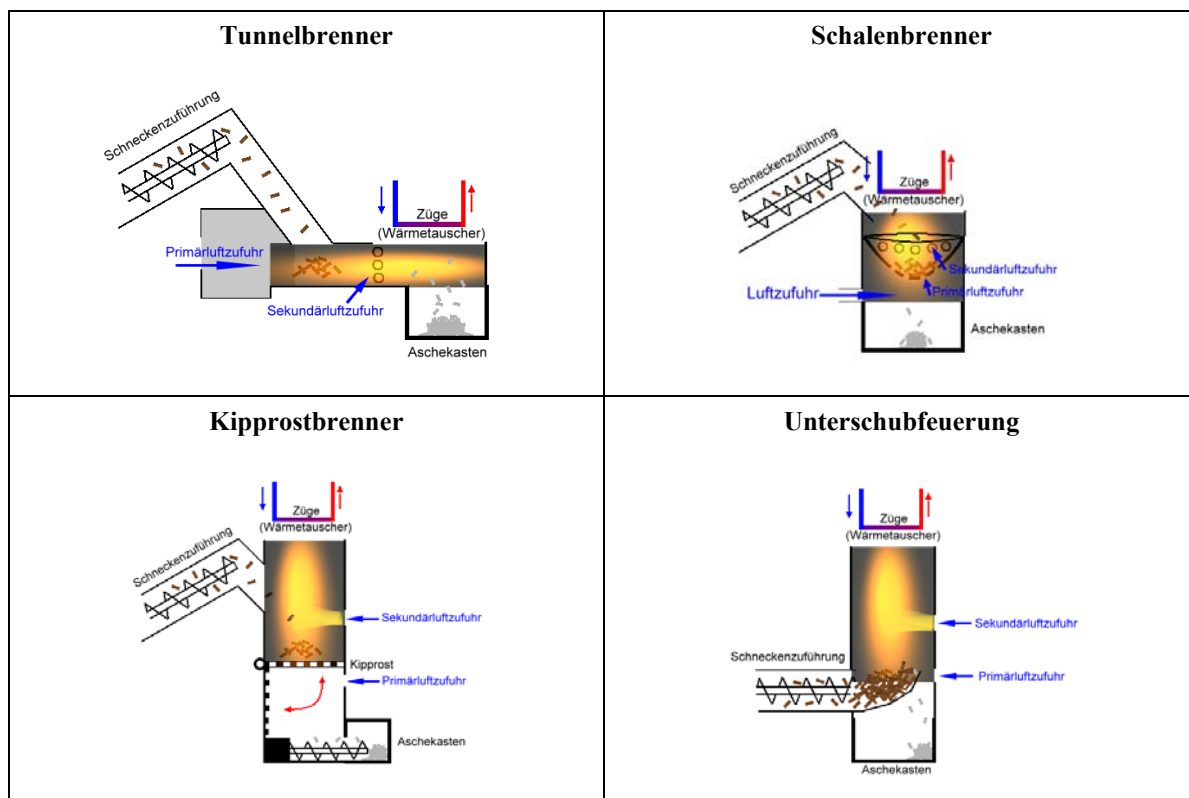 Tunnelbrenner
Schneckenzuführung
Züge
(Wärmetauscher)
Primärluftzufuhr
Sekundärluftzufuhr
Aschekasten
Schalenbrenner
Schneckenzuführung
Züge
(Wärmetauscher)
Sekundärluftzufuhr
Primärluftzufuhr
Luftzufuhr
Aschekasten
Kipprostbrenner
Züge
(Wärmetauscher)
Schneckenzuführung
Sekundärluftzufuhr
Kipprost
Primärluftzufuhr
Aschekasten
Unterschubfeuerung
Züge
(Wärmetauscher)
Sekundärluftzufuhr
Schneckenzuführung
Primärluftzufuhr
Aschekasten